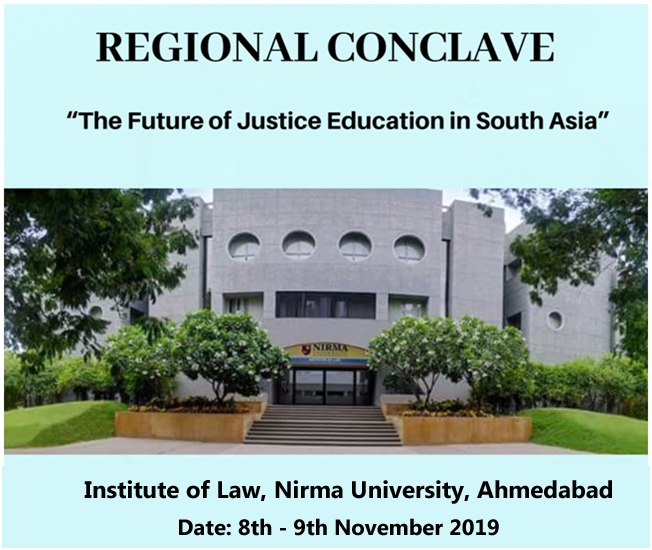 REGIONAL CONCLAVE
“The Future of Justice Education in South Asia”
NIRMA
UNIVERSITY
Institute of Law, Nirma University, Ahmedabad
Date: 8th - 9th November 2019